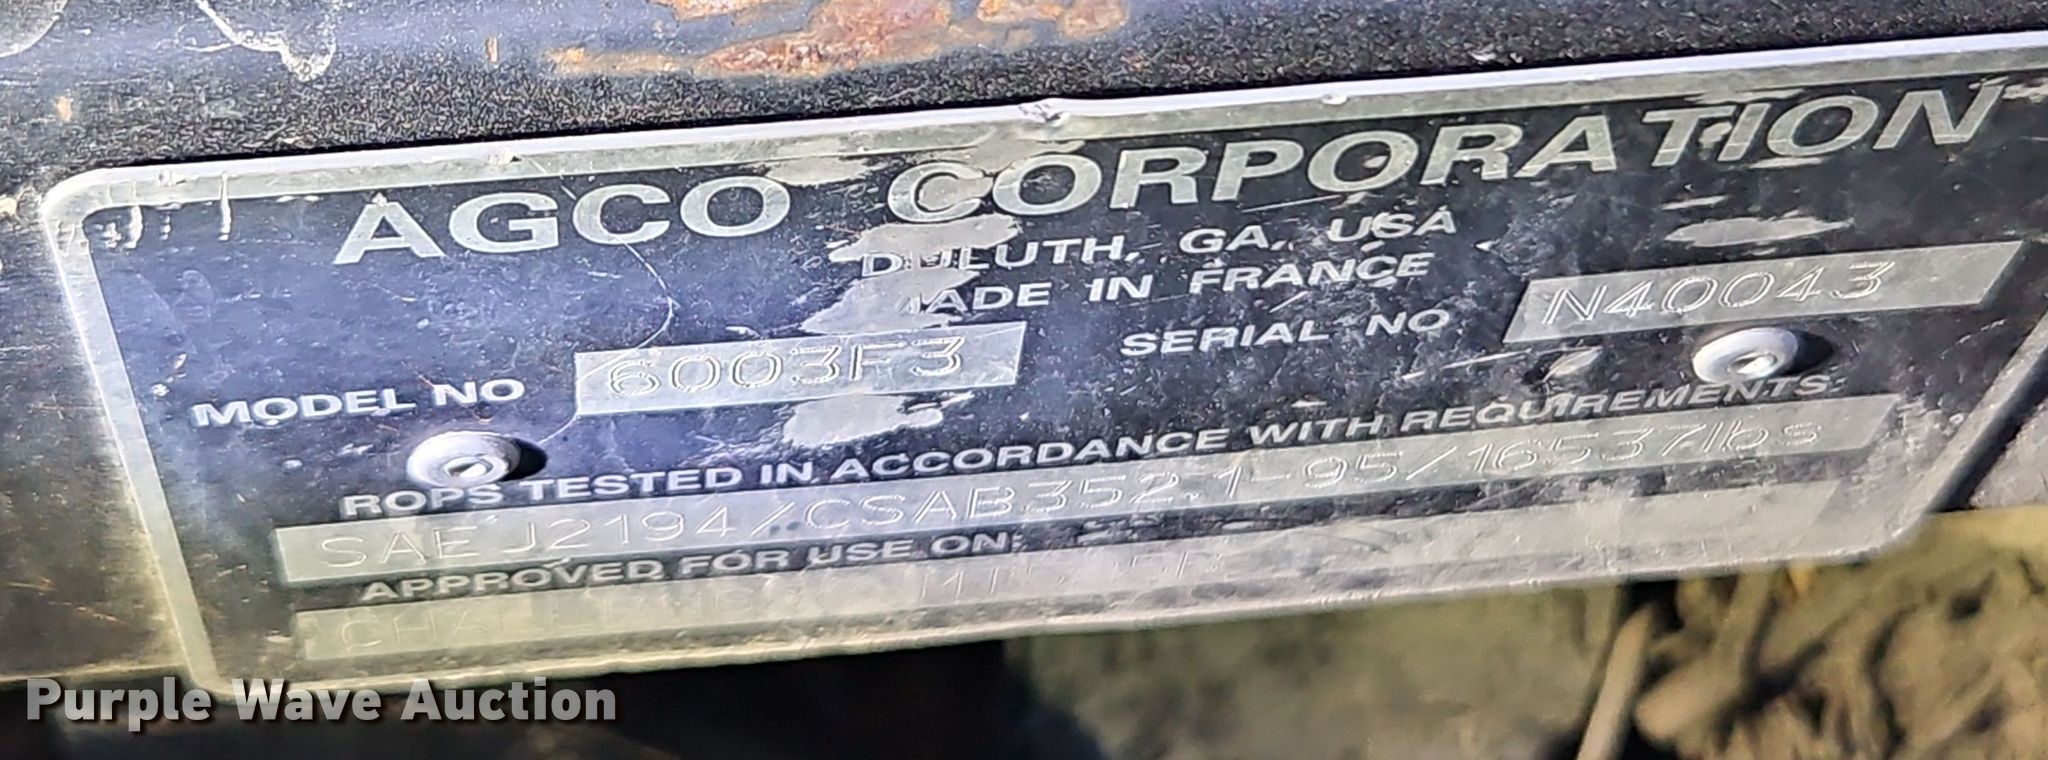 AGCO CORPORATION
DULUTH, GA, USA
MADE IN FRANCE
MODEL NO 6003F3 SERIAL NO N40043
ROPS TESTED IN ACCORDANCE WITH REQUIREMENTS:
SAE J2194/CSAB352.1-95/16537lbs
APPROVED FOR USE ON:
CHALLENGER
Purple Wave Auction